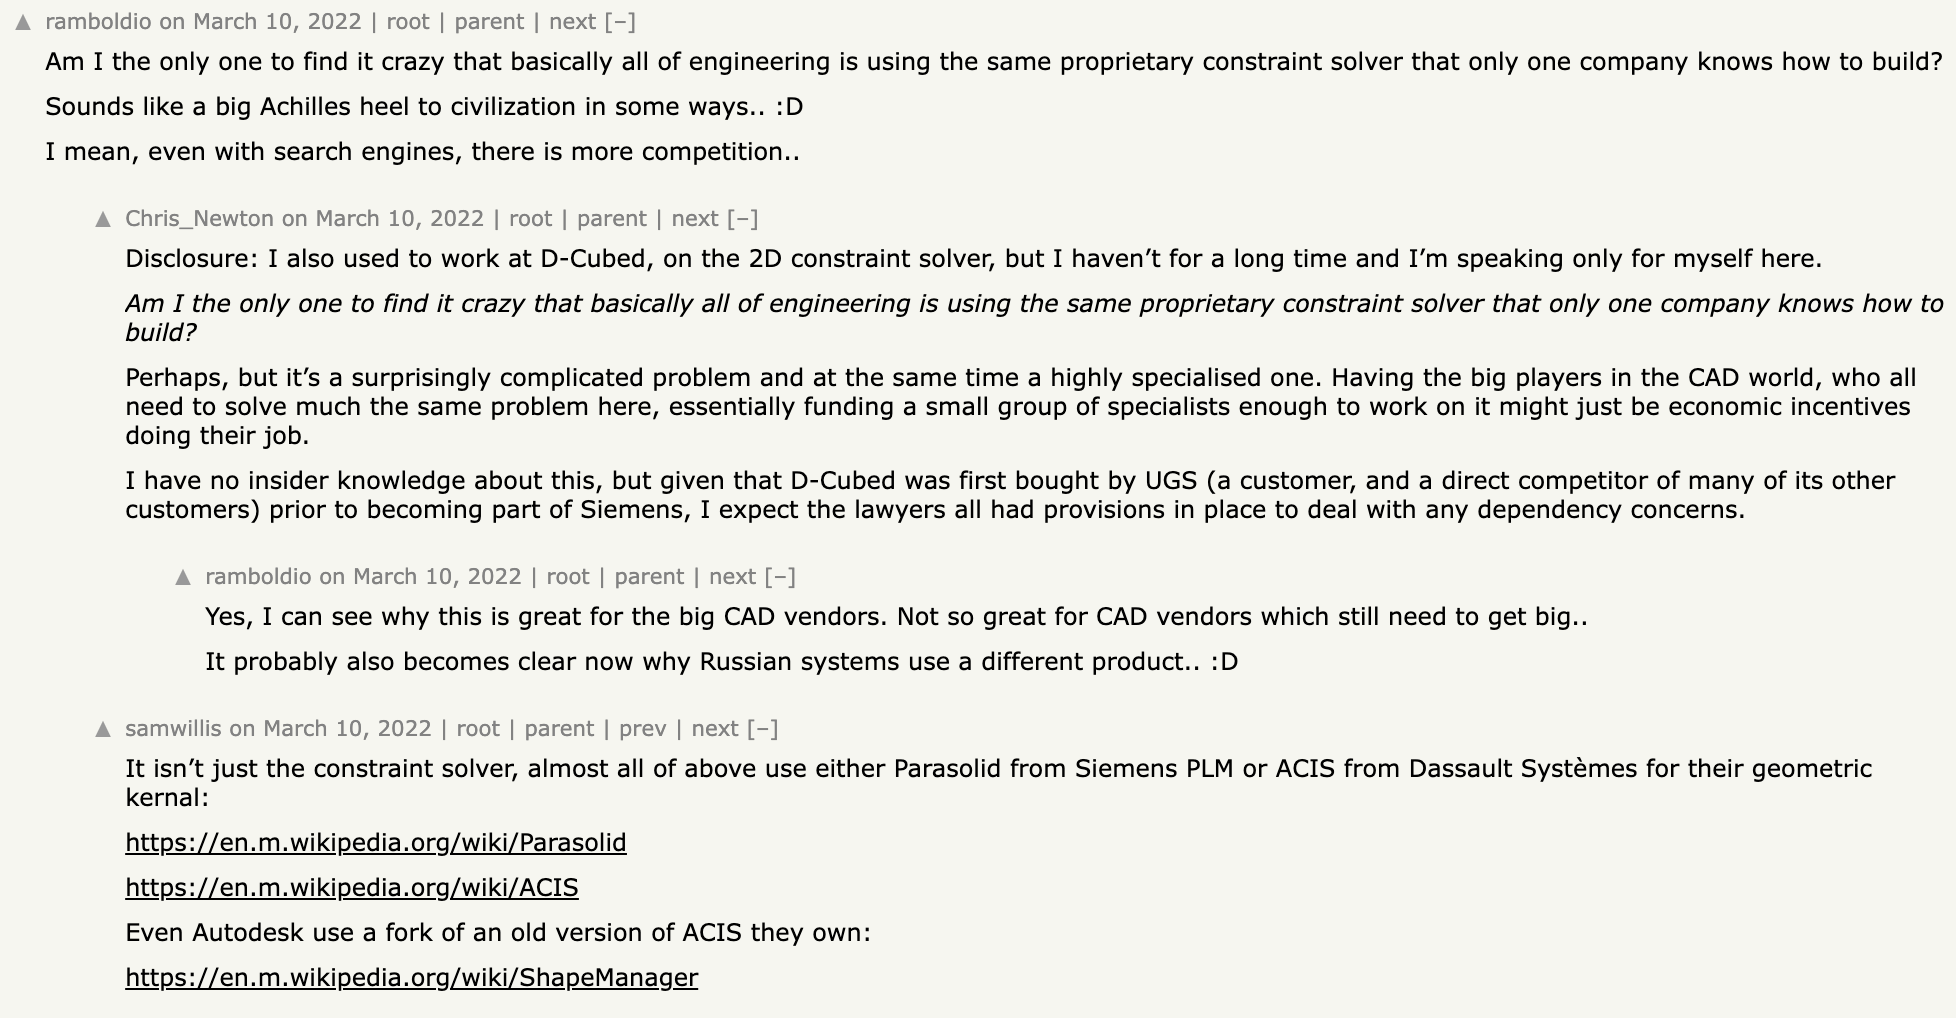 ▲ ramboldio on March 10, 2022 | root | parent | next [–]
Am I the only one to find it crazy that basically all of engineering is using the same proprietary constraint solver that only one company knows how to build?
Sounds like a big Achilles heel to civilization in some ways.. :D
I mean, even with search engines, there is more competition..
▲ Chris_Newton on March 10, 2022 | root | parent | next [–]
Disclosure: I also used to work at D-Cubed, on the 2D constraint solver, but I haven’t for a long time and I’m speaking only for myself here.
Am I the only one to find it crazy that basically all of engineering is using the same proprietary constraint solver that only one company knows how to
build?
Perhaps, but it’s a surprisingly complicated problem and at the same time a highly specialised one. Having the big players in the CAD world, who all
need to solve much the same problem here, essentially funding a small group of specialists enough to work on it might just be economic incentives
doing their job.
I have no insider knowledge about this, but given that D-Cubed was first bought by UGS (a customer, and a direct competitor of many of its other
customers) prior to becoming part of Siemens, I expect the lawyers all had provisions in place to deal with any dependency concerns.
▲ ramboldio on March 10, 2022 | root | parent | next [–]
Yes, I can see why this is great for the big CAD vendors. Not so great for CAD vendors which still need to get big..
It probably also becomes clear now why Russian systems use a different product.. :D
▲ samwillis on March 10, 2022 | root | parent | prev | next [–]
It isn’t just the constraint solver, almost all of above use either Parasolid from Siemens PLM or ACIS from Dassault Systèmes for their geometric
kernal:
https://en.m.wikipedia.org/wiki/Parasolid
https://en.m.wikipedia.org/wiki/ACIS
Even Autodesk use a fork of an old version of ACIS they own:
https://en.m.wikipedia.org/wiki/ShapeManager